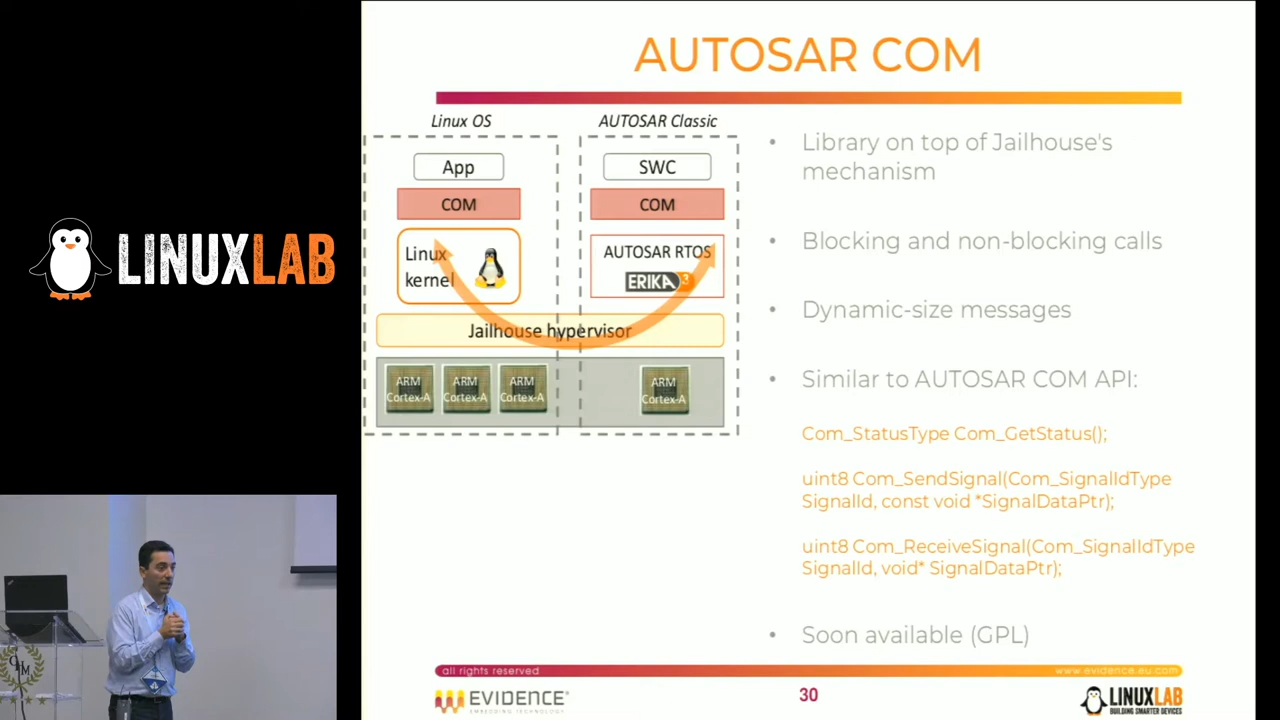 AUTOSAR COM
LINUXLAB
Linux OS
AUTOSAR Classic
App
SWC
COM
COM
Linux
kernel
AUTOSAR RTOS
ERIKA3
Jailhouse hypervisor
ARM
Cortex-A
ARM
Cortex-A
ARM
Cortex-A
ARM
Cortex-A
• Library on top of Jailhouse's
mechanism
• Blocking and non-blocking calls
• Dynamic-size messages
• Similar to AUTOSAR COM API:
Com_StatusType Com_GetStatus();
uint8 Com_SendSignal(Com_SignalIdType
SignalId, const void *SignalDataPtr);
uint8 Com_ReceiveSignal(Com_SignalIdType
SignalId, void* SignalDataPtr);
• Soon available (GPL)
all rights reserved
www.evidence.eu.com
EVIDENCE
EMBEDDING TECHNOLOGY
30
LINUXLAB
BUILDING SMARTER DEVICES